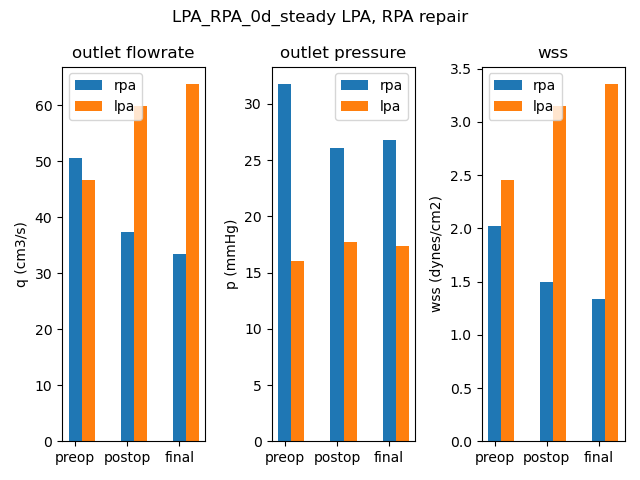 LPA_RPA_0d_steady LPA, RPA repair
outlet flowrate
rpa
lpa
q (cm3/s)
60
50
40
30
20
10
0
preop postop final
outlet pressure
rpa
lpa
p (mmHg)
30
25
20
15
10
5
0
preop postop final
wss
rpa
lpa
wss (dynes/cm2)
3.5
3.0
2.5
2.0
1.5
1.0
0.5
0.0
preop postop final